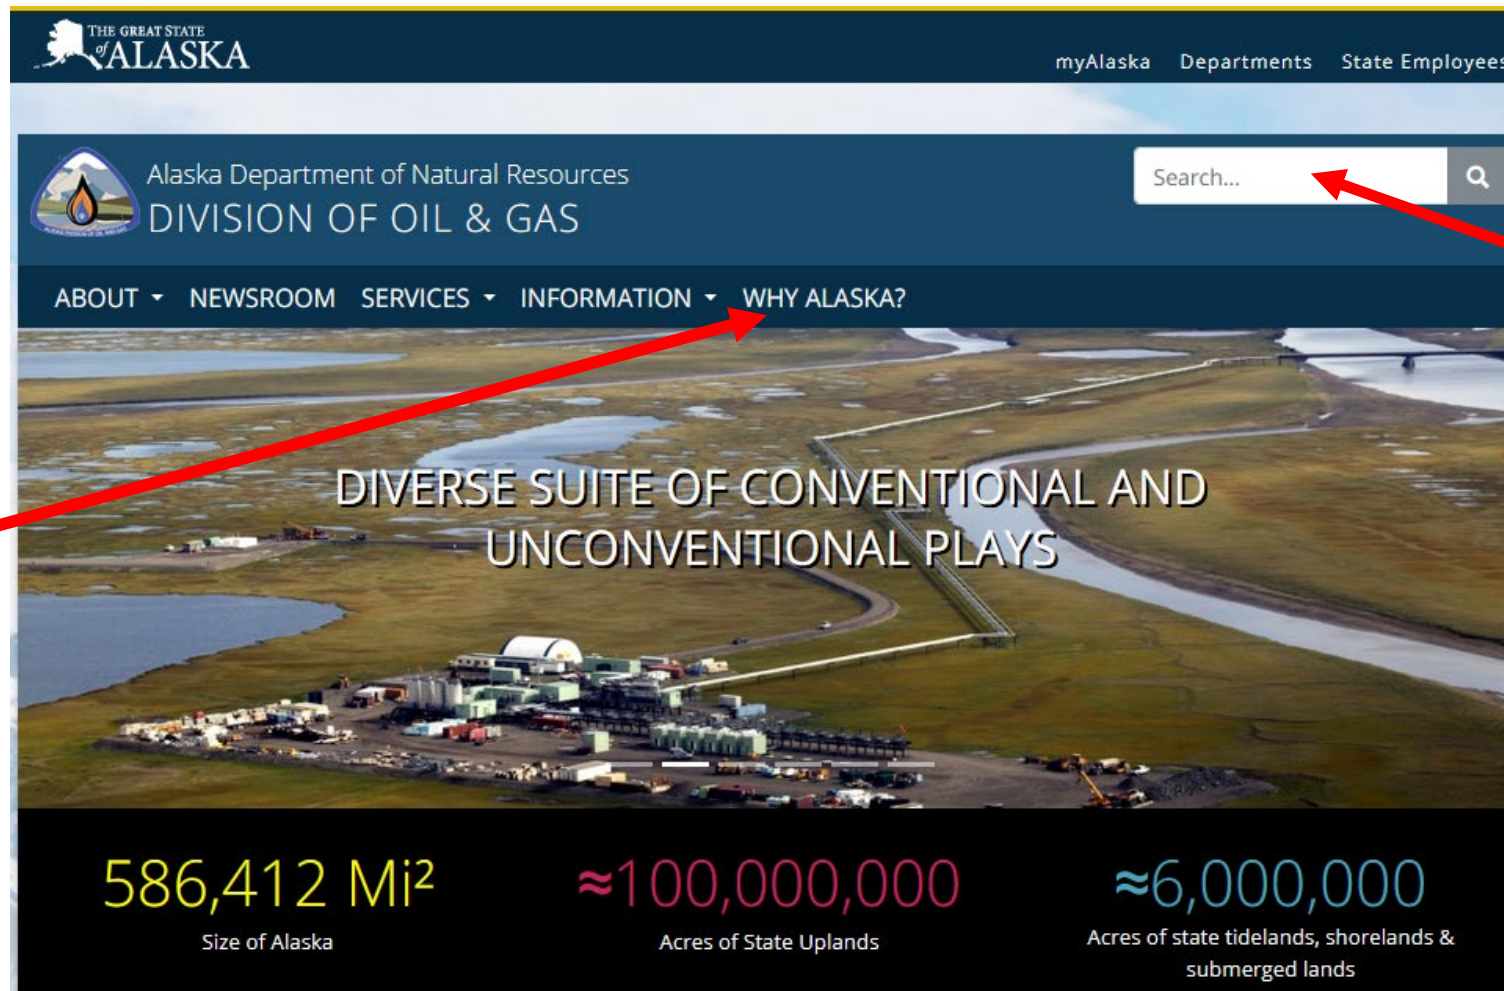 THE GREAT STATE
of ALASKA
myAlaska Departments State Employees
Alaska Department of Natural Resources
DIVISION OF OIL & GAS
Search...
ABOUT NEWSROOM SERVICES INFORMATION WHY ALASKA?
DIVERSE SUITE OF CONVENTIONAL AND
UNCONVENTIONAL PLAYS
586,412 Mi²
Size of Alaska
≈100,000,000
Acres of State Uplands
≈6,000,000
Acres of state tidelands, shorelands &
submerged lands